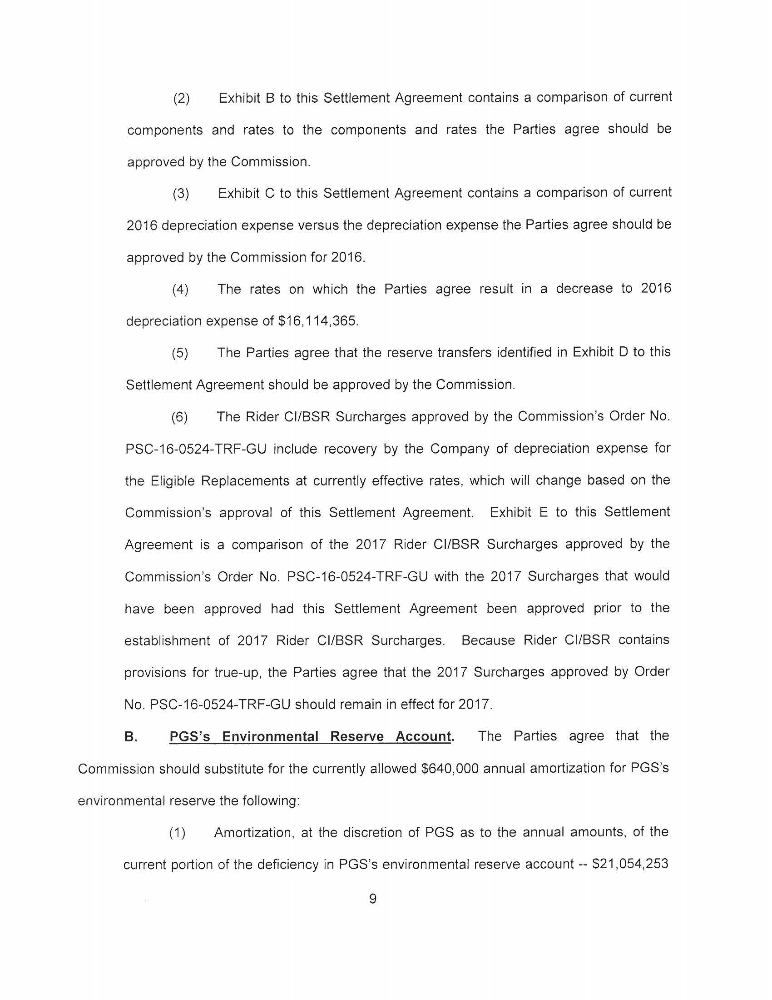 (2) Exhibit B to this Settlement Agreement contains a comparison of current
components and rates to the components and rates the Parties agree should be
approved by the Commission.
(3) Exhibit C to this Settlement Agreement contains a comparison of current
2016 depreciation expense versus the depreciation expense the Parties agree should be
approved by the Commission for 2016.
(4) The rates on which the Parties agree result in a decrease to 2016
depreciation expense of $16,114,365.
(5) The Parties agree that the reserve transfers identified in Exhibit D to this
Settlement Agreement should be approved by the Commission.
(6) The Rider CI/BSR Surcharges approved by the Commission's Order No.
PSC-16-0524-TRF-GU include recovery by the Company of depreciation expense for
the Eligible Replacements at currently effective rates, which will change based on the
Commission's approval of this Settlement Agreement. Exhibit E to this Settlement
Agreement is a comparison of the 2017 Rider CI/BSR Surcharges approved by the
Commission's Order No. PSC-16-0524-TRF-GU with the 2017 Surcharges that would
have been approved had this Settlement Agreement been approved prior to the
establishment of 2017 Rider CI/BSR Surcharges. Because Rider CI/BSR contains
provisions for true-up, the Parties agree that the 2017 Surcharges approved by Order
No. PSC-16-0524-TRF-GU should remain in effect for 2017.
B. PGS's Environmental Reserve Account. The Parties agree that the
Commission should substitute for the currently allowed $640,000 annual amortization for PGS's
environmental reserve the following:
(1) Amortization, at the discretion of PGS as to the annual amounts, of the
current portion of the deficiency in PGS's environmental reserve account -- $21,054,253
9